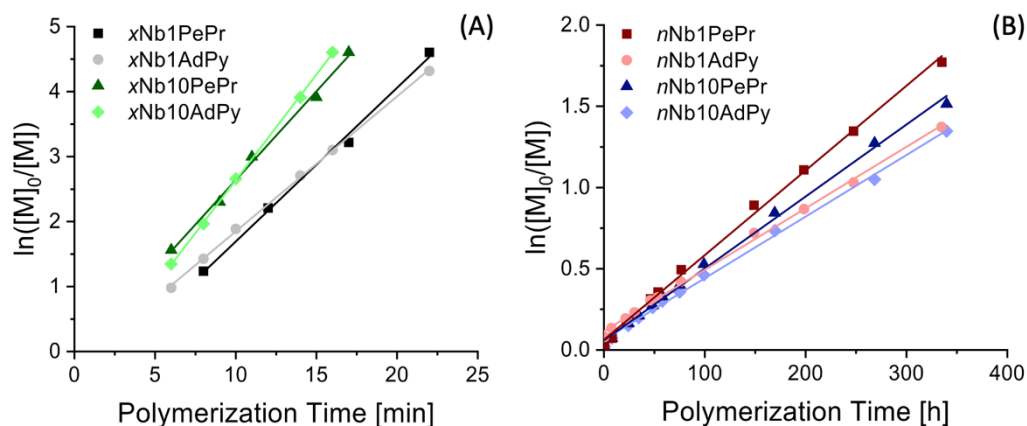 (A)
xNb1PePr
xNb1AdPy
xNb10PePr
xNb10AdPy
ln([M]₀/[M])
5
4
3
2
1
0
0 5 10 15 20 25
Polymerization Time [min]
(B)
nNb1PePr
nNb1AdPy
nNb10PePr
nNb10AdPy
ln([M]₀/[M])
2.0
1.5
1.0
0.5
0.0
0 100 200 300 400
Polymerization Time [h]